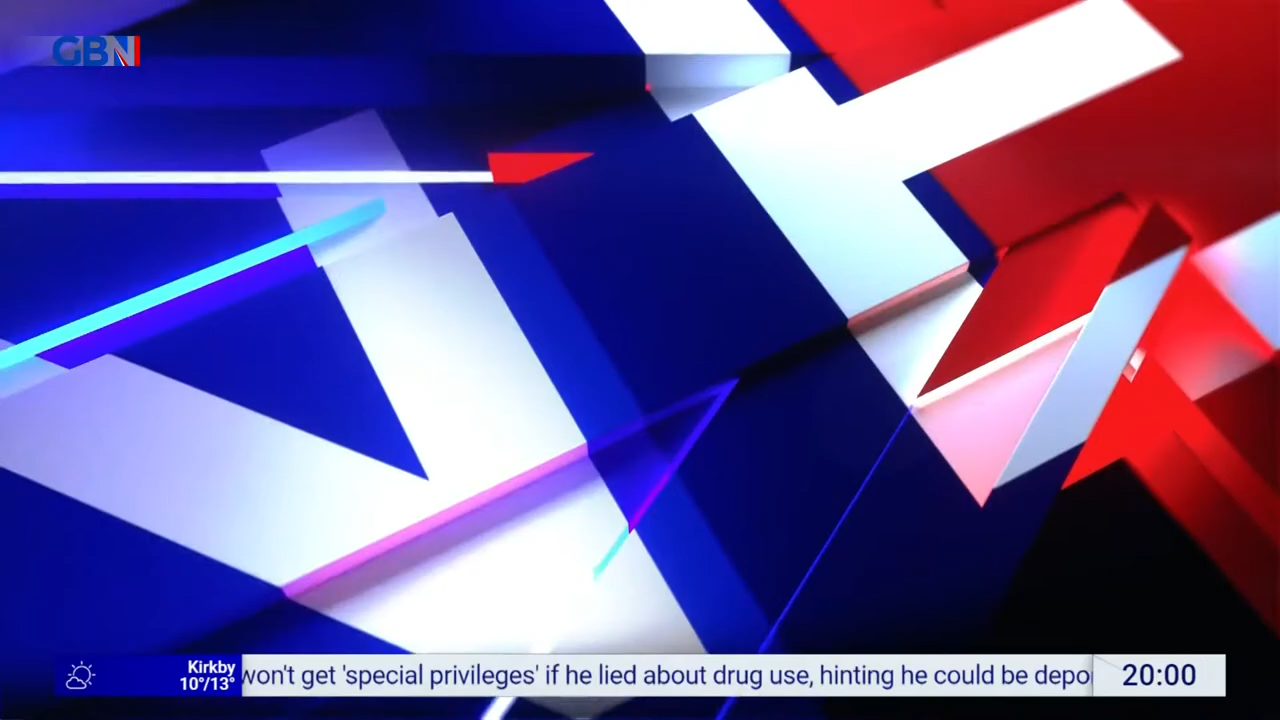 GBN
Kirkby
10°/13°
won't get 'special privileges' if he lied about drug use, hinting he could be depo
20:00